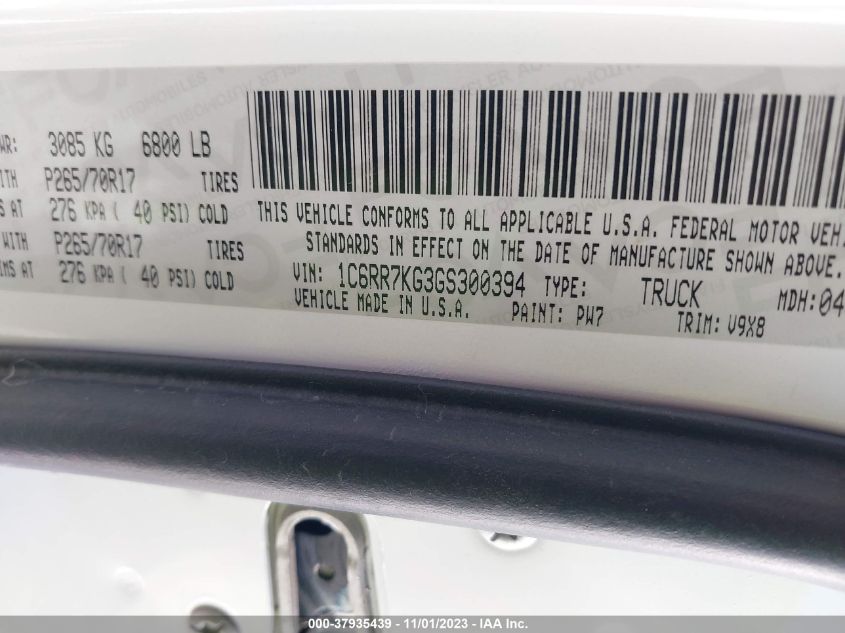 WR: 3085 KG 6800 LB
WITH P265/70R17 TIRES
S AT 276 KPA ( 40 PSI) COLD
WITH P265/70R17 TIRES
IMS AT 276 KPA ( 40 PSI) COLD
THIS VEHICLE CONFORMS TO ALL APPLICABLE U.S.A. FEDERAL MOTOR VEHI
STANDARDS IN EFFECT ON THE DATE OF MANUFACTURE SHOWN ABOVE.
VIN: 1C6RR7KG3GS300394 TYPE: TRUCK MDH:04
VEHICLE MADE IN U.S.A. PAINT: PW7 TRIM: V9X8
000-37935439 - 11/01/2023 - IAA Inc.